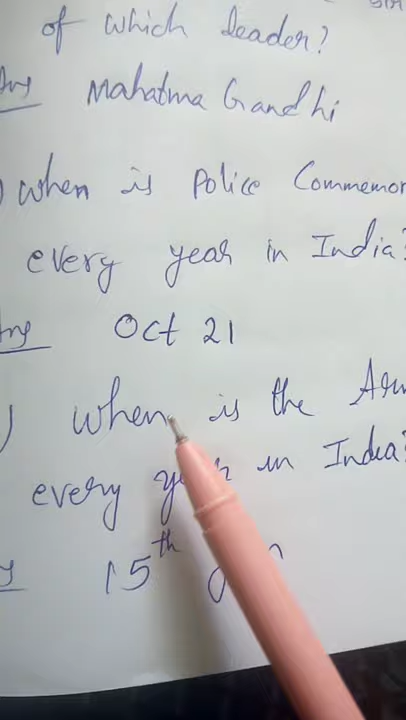 of which leader?
Ans Mahatma Gandhi
) When is Police Commemor
every year in India?
Ans Oct 21
) When is the Arm
every in India?
15th